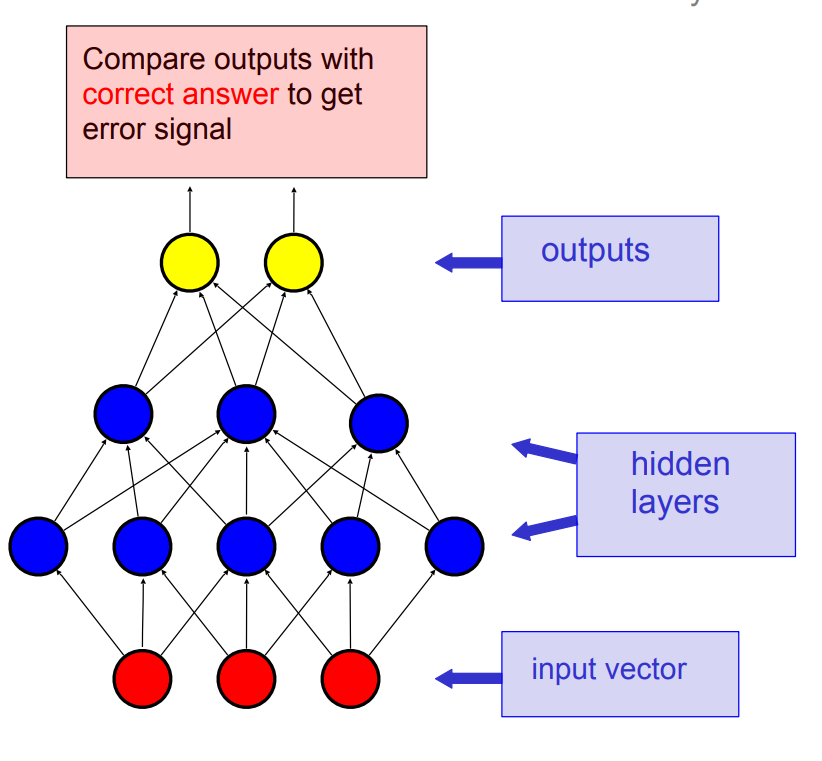 Compare outputs with
correct answer to get
error signal
outputs
hidden
layers
input vector